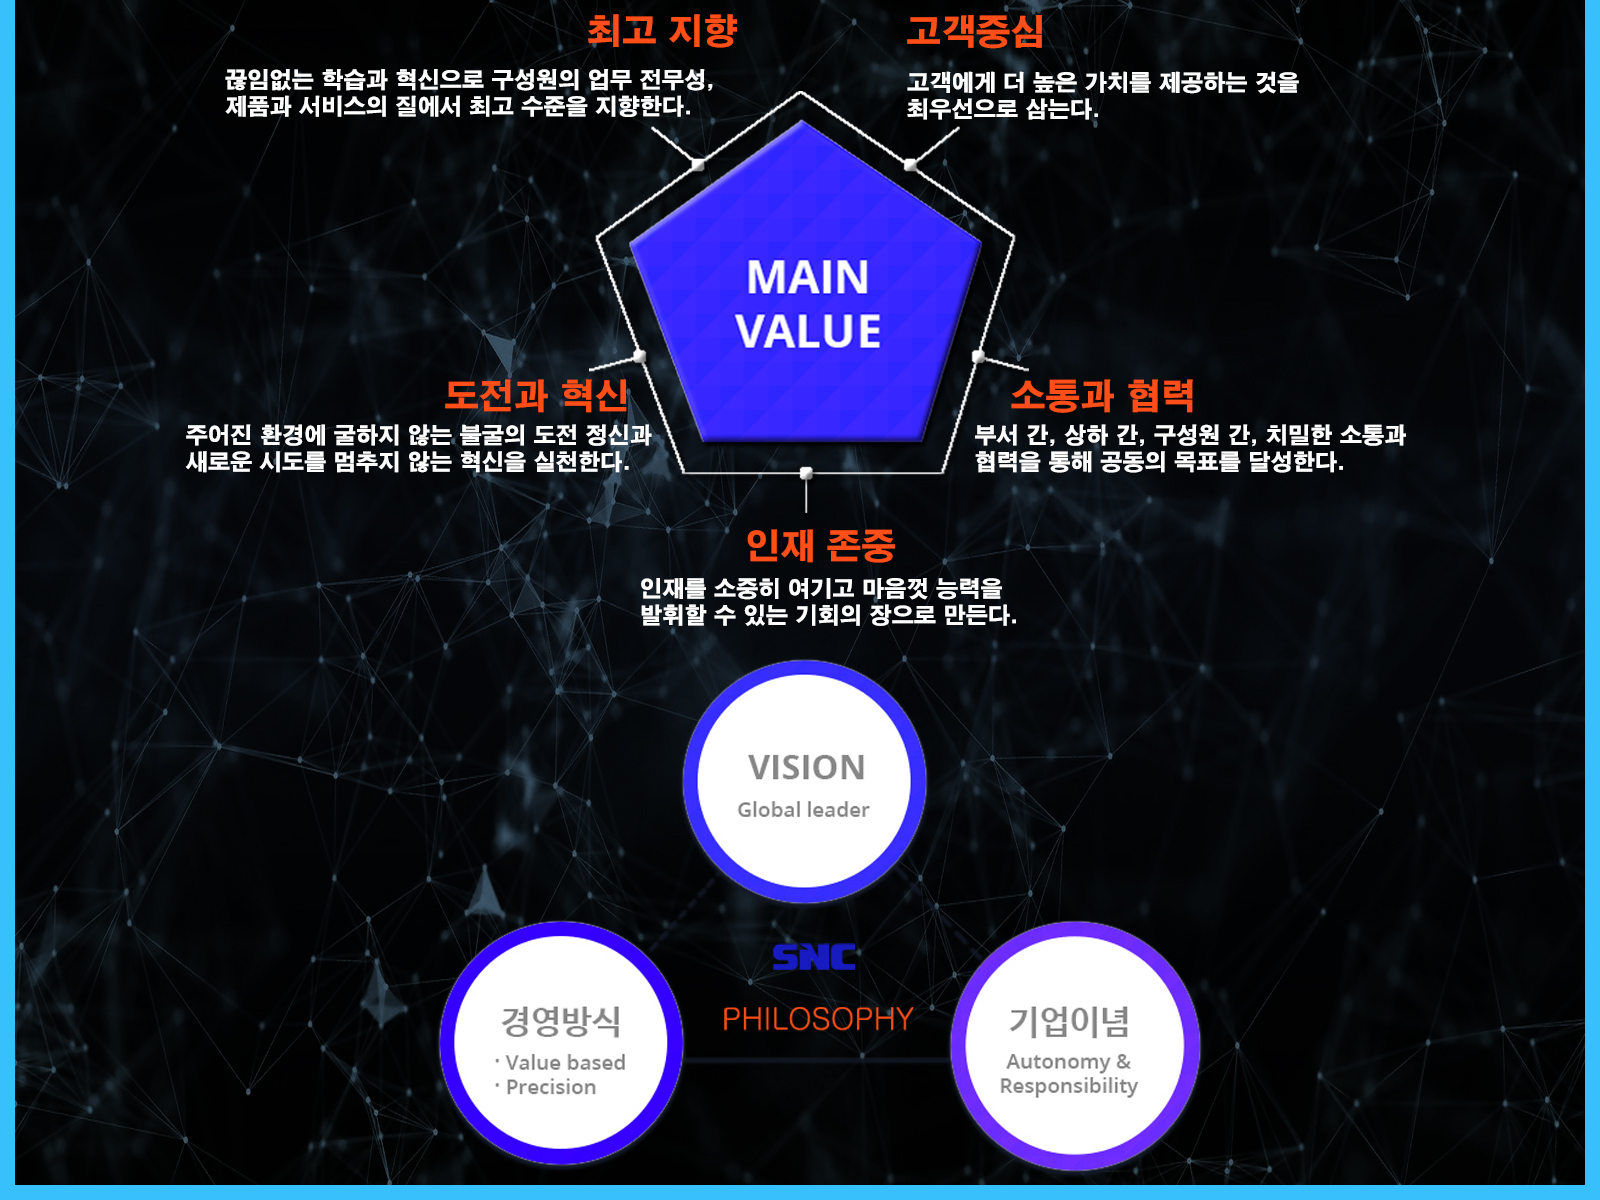 최고 지향
끊임없는 학습과 혁신으로 구성원의 업무 전무성,
제품과 서비스의 질에서 최고 수준을 지향한다.
고객중심
고객에게 더 높은 가치를 제공하는 것을
최우선으로 삼는다.
MAIN
VALUE
도전과 혁신
주어진 환경에 굴하지 않는 불굴의 도전 정신과
새로운 시도를 멈추지 않는 혁신을 실천한다.
소통과 협력
부서 간, 상하 간, 구성원 간, 치밀한 소통과
협력을 통해 공동의 목표를 달성한다.
인재 존중
인재를 소중히 여기고 마음껏 능력을
발휘할 수 있는 기회의 장으로 만든다.
VISION
Global leader
SNC
PHILOSOPHY
경영방식
· Value based
· Precision
기업이념
Autonomy &
Responsibility